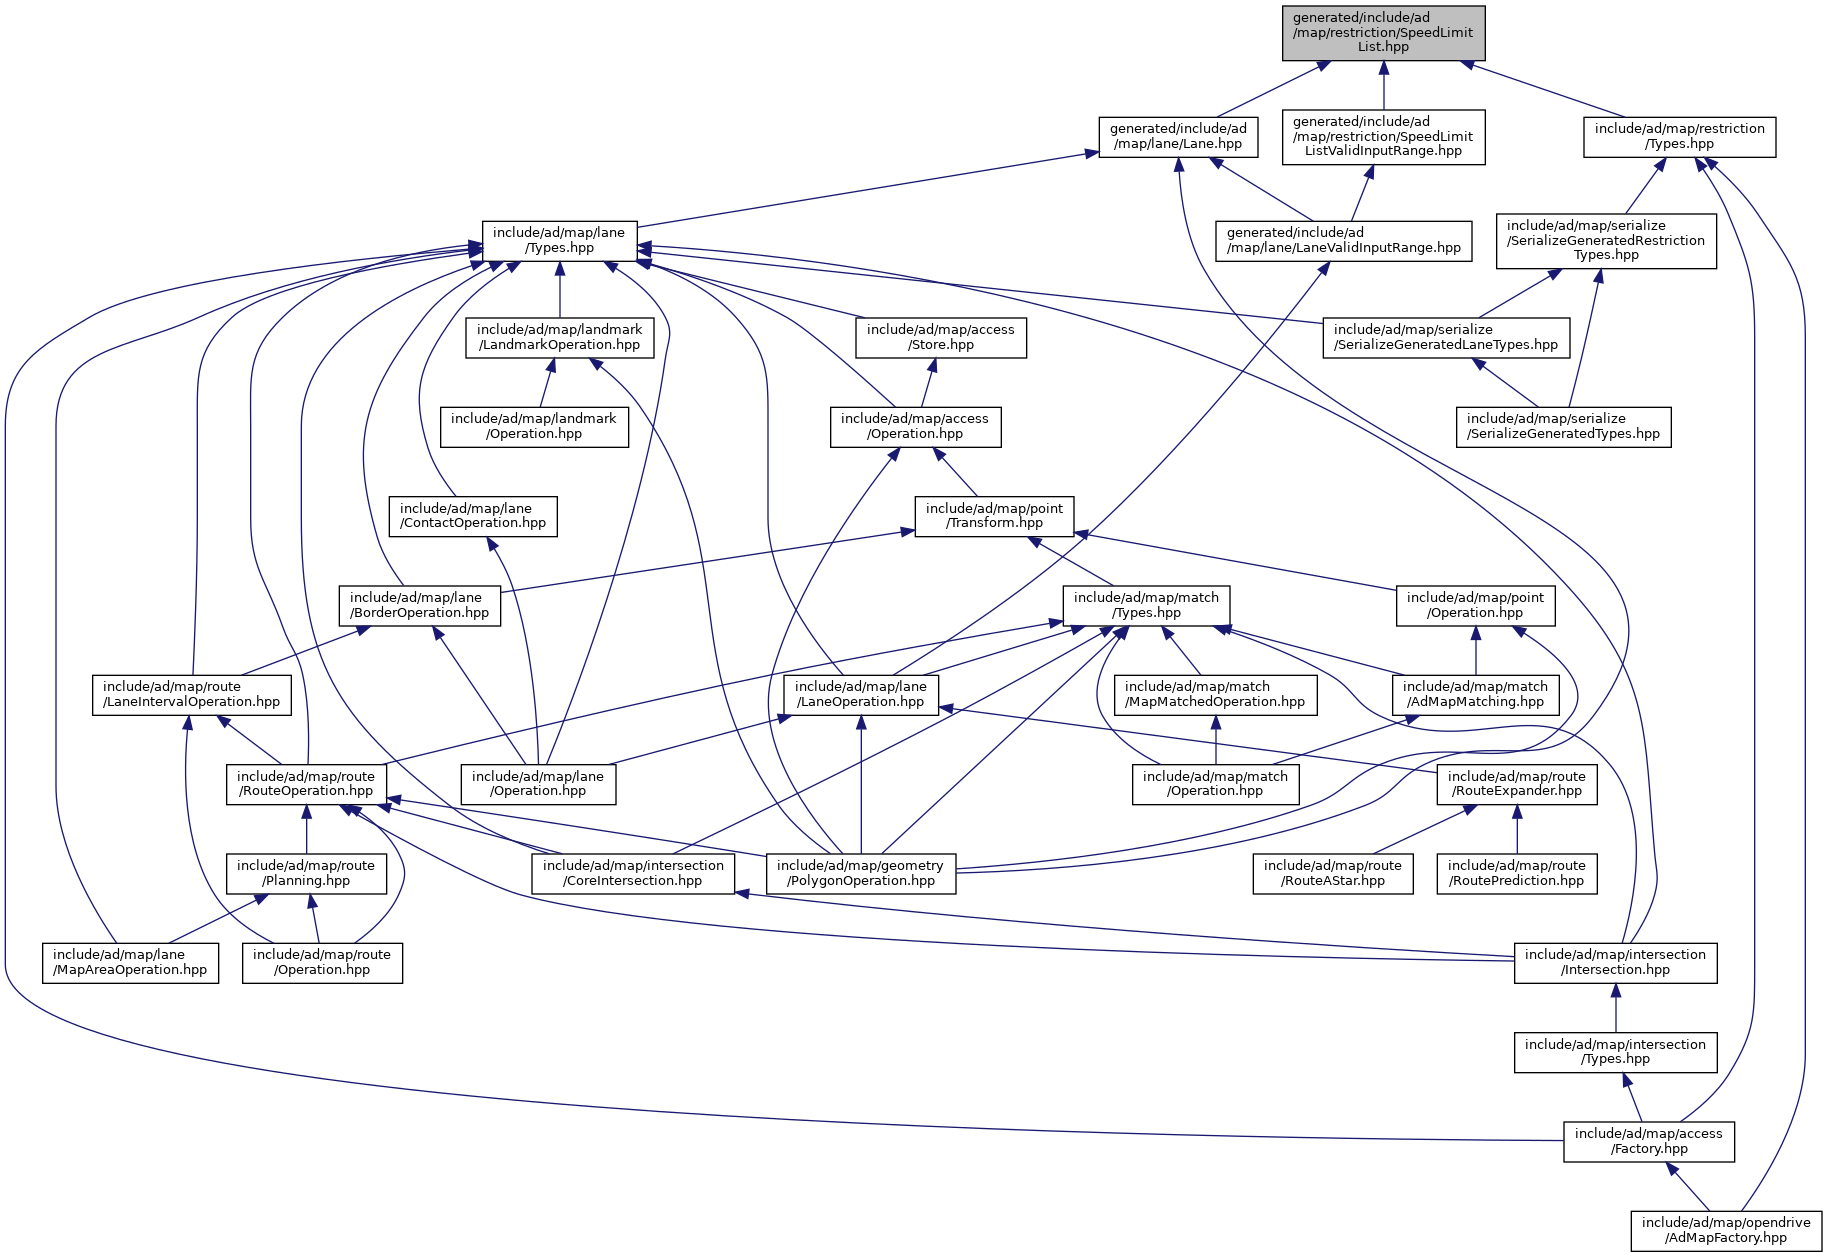 generated/include/ad
/map/restriction/SpeedLimit
List.hpp
generated/include/ad
/map/lane/Lane.hpp
generated/include/ad
/map/restriction/SpeedLimit
ListValidInputRange.hpp
include/ad/map/restriction
/Types.hpp
include/ad/map/lane
/Types.hpp
generated/include/ad
/map/lane/LaneValidInputRange.hpp
include/ad/map/serialize
/SerializeGeneratedRestriction
Types.hpp
include/ad/map/landmark
/LandmarkOperation.hpp
include/ad/map/access
/Store.hpp
include/ad/map/serialize
/SerializeGeneratedLaneTypes.hpp
include/ad/map/landmark
/Operation.hpp
include/ad/map/access
/Operation.hpp
include/ad/map/serialize
/SerializeGeneratedTypes.hpp
include/ad/map/lane
/ContactOperation.hpp
include/ad/map/point
/Transform.hpp
include/ad/map/lane
/BorderOperation.hpp
include/ad/map/match
/Types.hpp
include/ad/map/point
/Operation.hpp
include/ad/map/route
/LaneIntervalOperation.hpp
include/ad/map/lane
/LaneOperation.hpp
include/ad/map/match
/MapMatchedOperation.hpp
include/ad/map/match
/AdMapMatching.hpp
include/ad/map/route
/RouteOperation.hpp
include/ad/map/lane
/Operation.hpp
include/ad/map/match
/Operation.hpp
include/ad/map/route
/RouteExpander.hpp
include/ad/map/route
/Planning.hpp
include/ad/map/intersection
/CoreIntersection.hpp
include/ad/map/geometry
/PolygonOperation.hpp
include/ad/map/route
/RouteAStar.hpp
include/ad/map/route
/RoutePrediction.hpp
include/ad/map/lane
/MapAreaOperation.hpp
include/ad/map/route
/Operation.hpp
include/ad/map/intersection
/Intersection.hpp
include/ad/map/intersection
/Types.hpp
include/ad/map/access
/Factory.hpp
include/ad/map/opendrive
/AdMapFactory.hpp